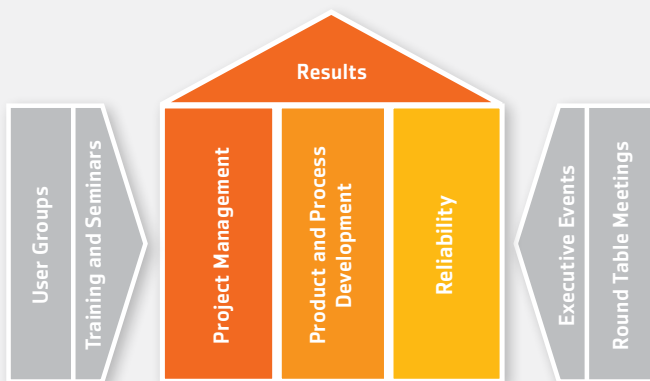 Results
User Groups
Training and Seminars
Project Management
Product and Process
Development
Reliability
Executive Events
Round Table Meetings